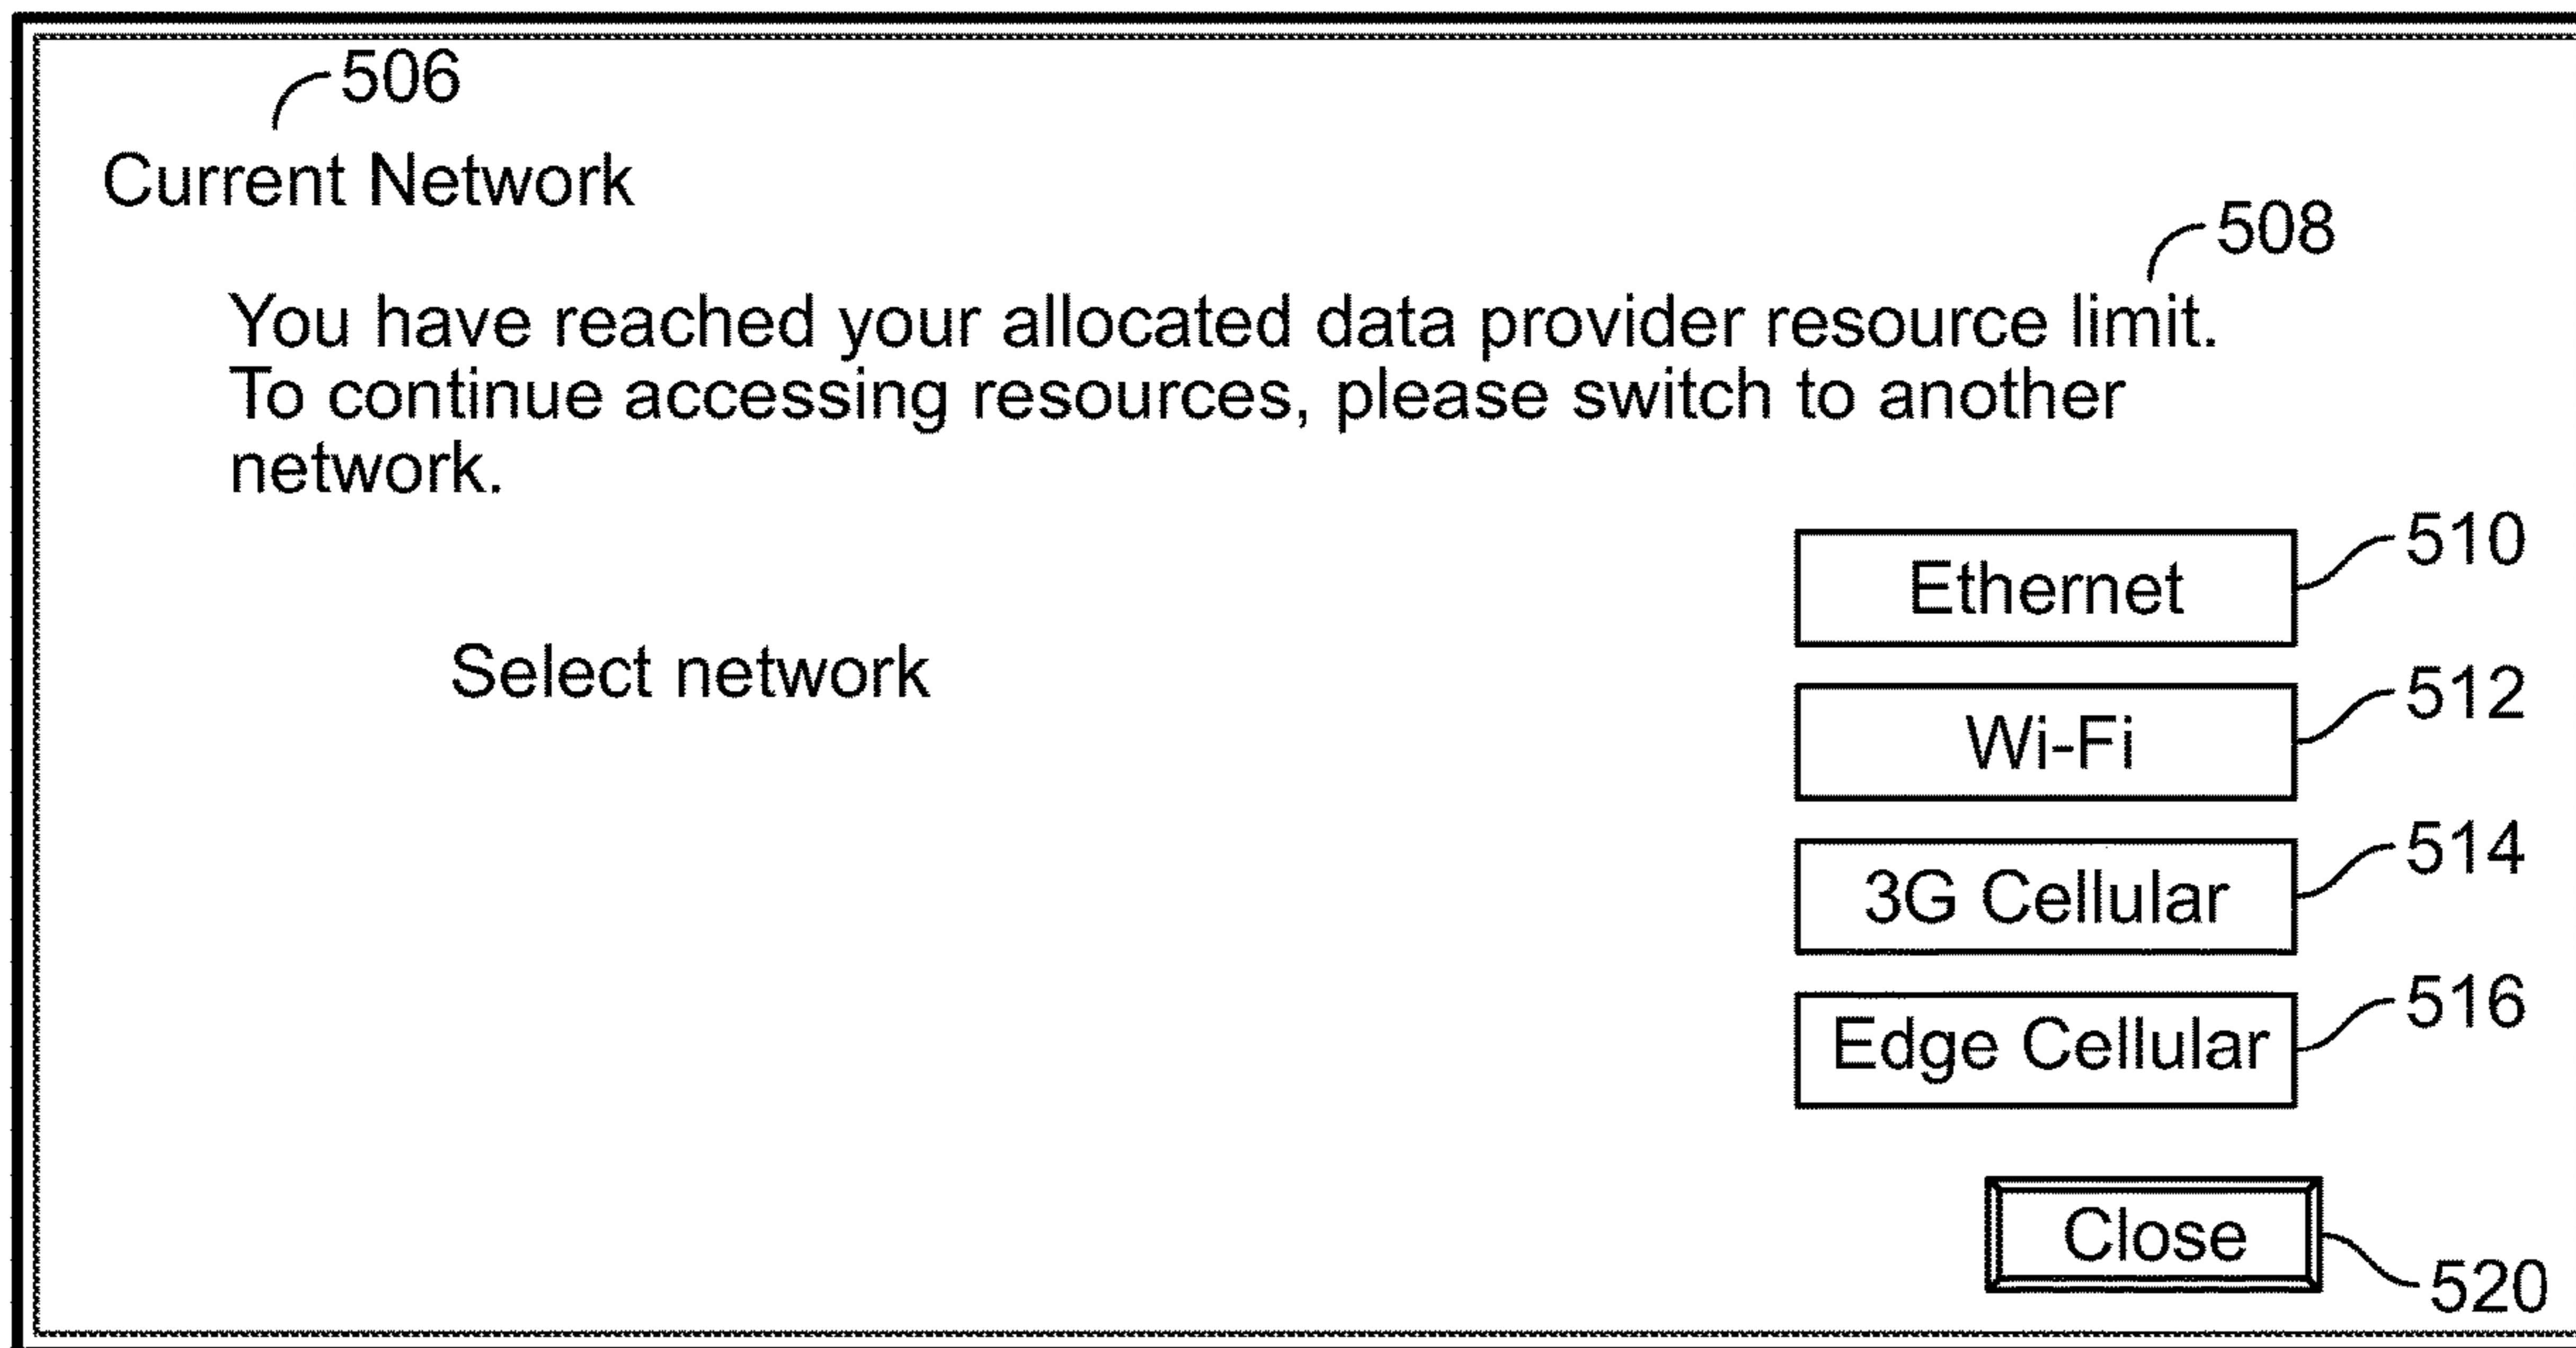 506
Current Network
508
You have reached your allocated data provider resource limit.
To continue accessing resources, please switch to another
network.
510
Ethernet
Select network
512
Wi-Fi
514
3G Cellular
516
Edge Cellular
Close
520